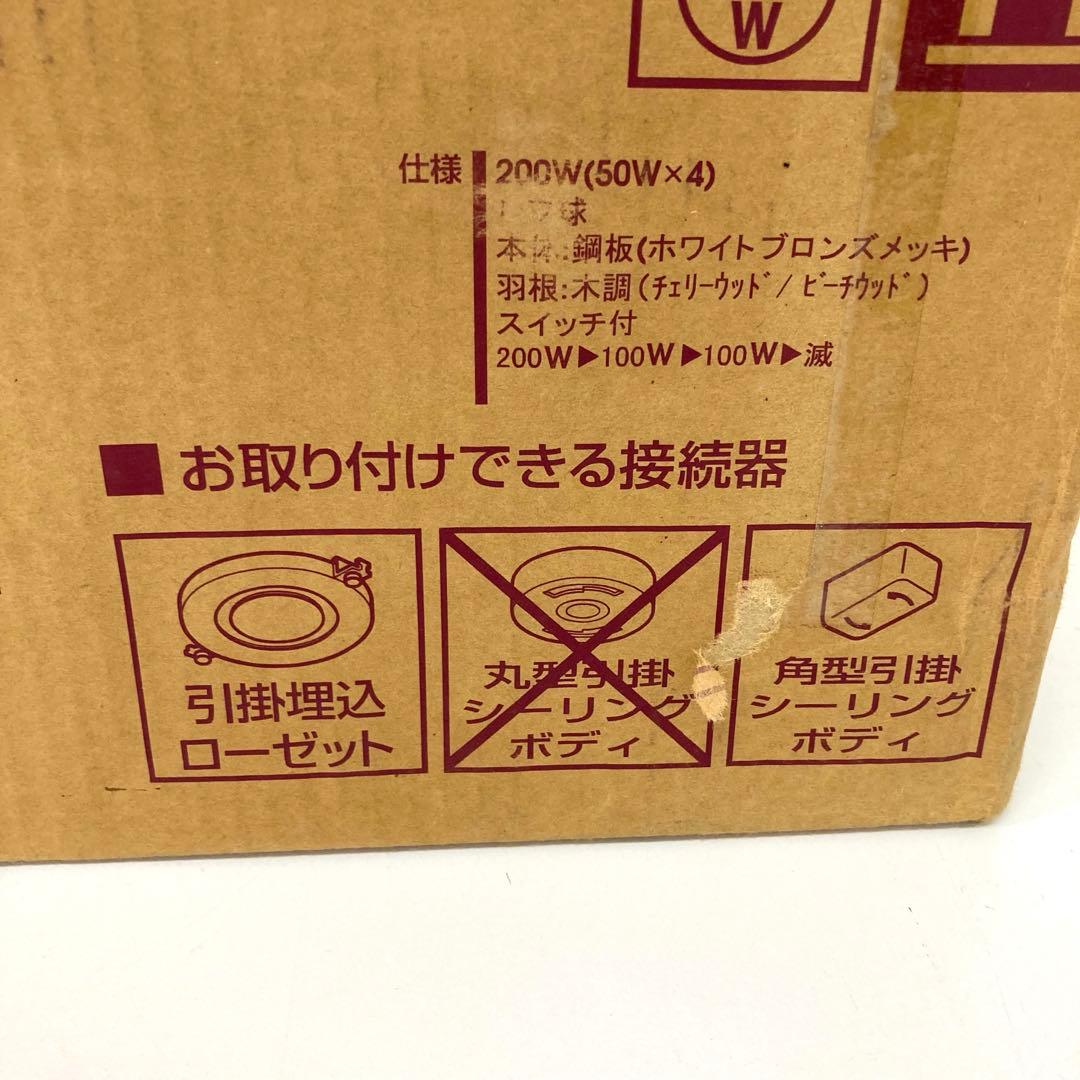 W
仕様
200W(50W×4)
球
本体:鋼板(ホワイトブロンズメッキ)
羽根:木調(ﾁｪﾘｰｳｯﾄﾞ/ﾋﾞｰﾁｳｯﾄﾞ)
スイッチ付
200W▶100W▶100W▶滅
■お取り付けできる接続器
引掛埋込
ローゼット
丸型引掛
シーリング
ボディ
角型引掛
シーリング
ボディ